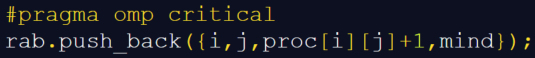 #pragma omp critical
rab.push_back({i,j,proc[i][j]+1,mind});